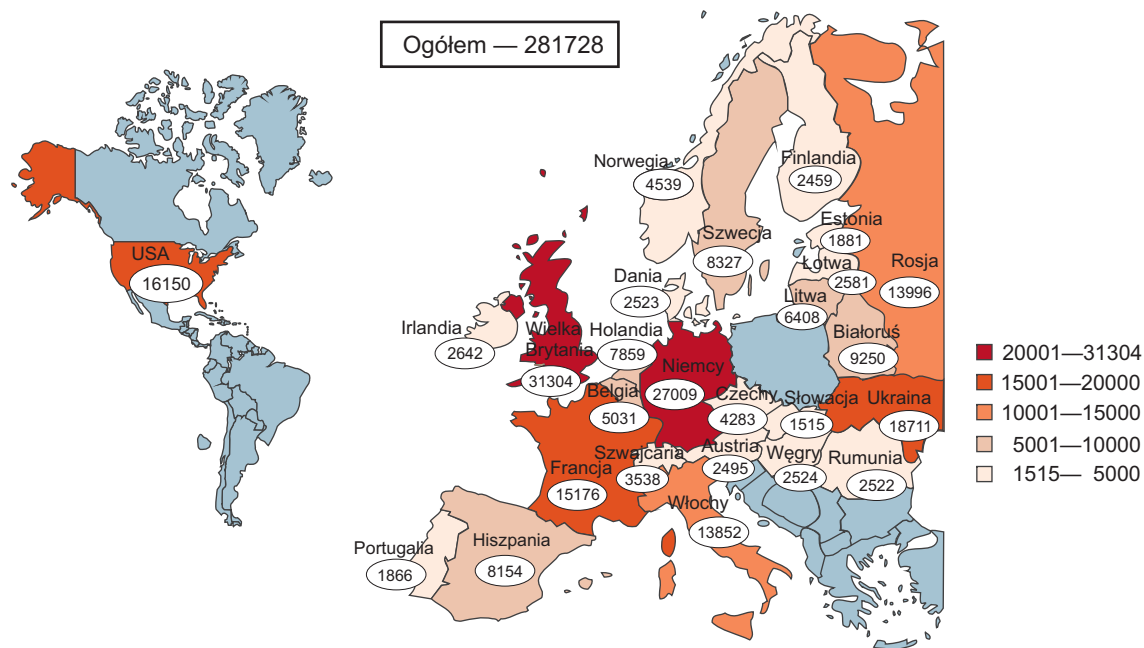 Ogółem — 281728
Norwegia
4539
Finlandia
2459
Estonia
1881
Szwecja
8327
Łotwa
2581
Rosja
13996
USA
16150
Dania
2523
Litwa
6408
Irlandia
2642
Wielka
Brytania
31304
Holandia
7859
Białoruś
9250
Niemcy
27009
Belgia
5031
Czechy
4283
Słowacja
1515
Ukraina
18711
Francja
15176
Szwajcaria
3538
Austria
2495
Węgry
2524
Rumunia
2522
Włochy
13852
Portugalia
1866
Hiszpania
8154
20001—31304
15001—20000
10001—15000
5001—10000
1515— 5000